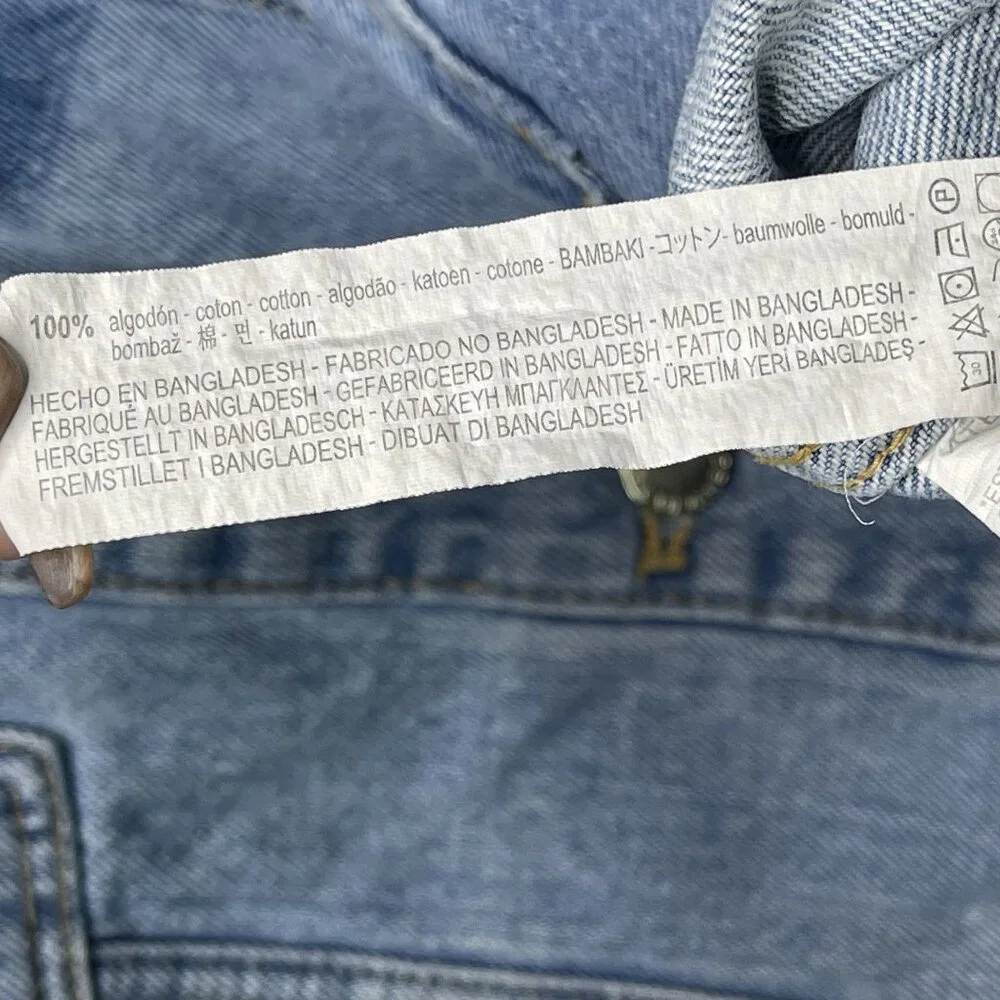 100% algodón - coton - cotton - algodão - katoen - cotone - BAMBAKI - コットン - baumwolle - bomuld -
bombaž - 棉 - 면 - katun
HECHO EN BANGLADESH - FABRICADO NO BANGLADESH - MADE IN BANGLADESH -
FABRIQUÉ AU BANGLADESH - GEFABRICEERD IN BANGLADESH - FATTO IN BANGLADESH -
HERGESTELLT IN BANGLADESCH - ΚΑΤΑΣΚΕΥΗ ΜΠΑΓΚΛΑΝΤΕΣ - ÜRETİM YERİ BANGLADEŞ -
FREMSTILLET I BANGLADESH - DIBUAT DI BANGLADESH
P
30